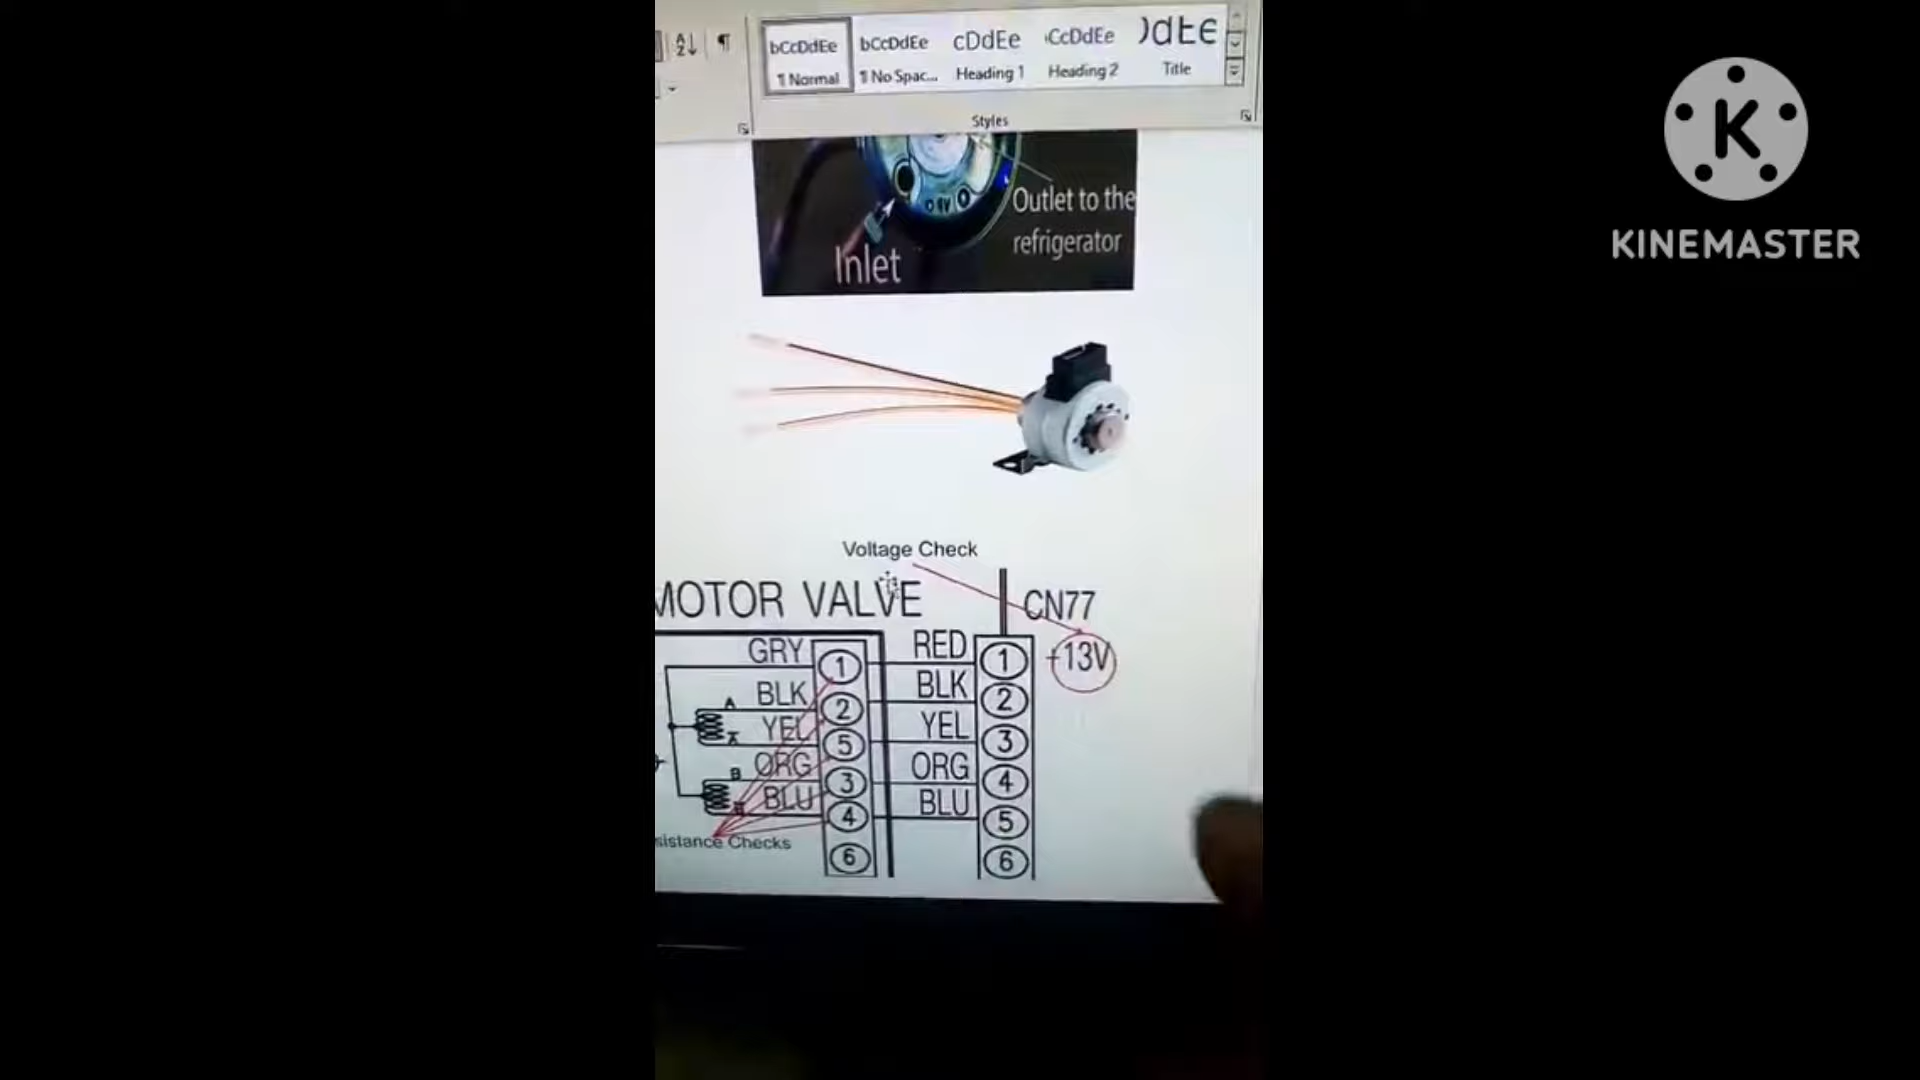 bCcDdEe bCcDdEe cDdEe CcDdEe dEe
¶ Normal ¶ No Spac... Heading 1 Heading 2 Title
Styles
Outlet to the
refrigerator
Inlet
Voltage Check
MOTOR VALVE CN77
GRY 1 RED 1 +13V
BLK 2 BLK 2
A
YEL 5 YEL 3
A
ORG 3 ORG 4
B
BLU 4 BLU 5
B
sistance Checks
6 6
K
KINEMASTER